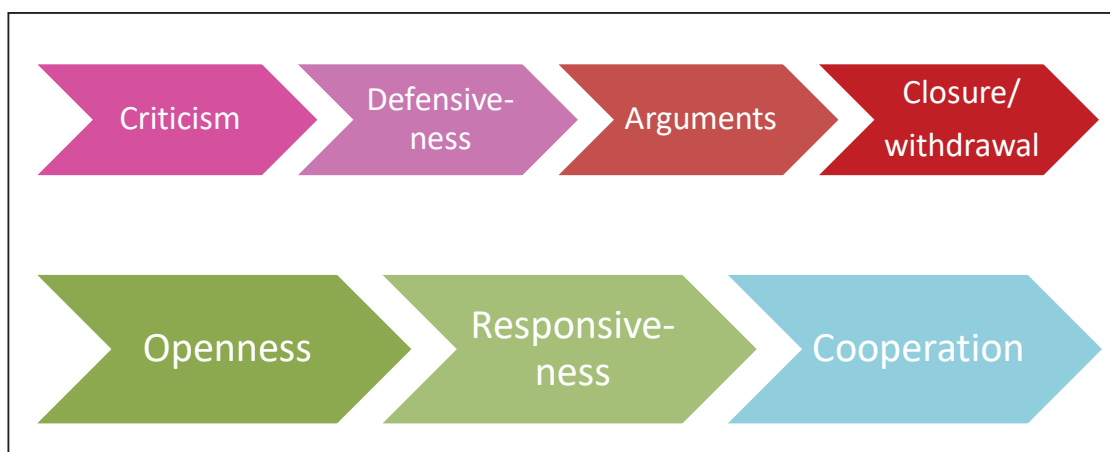 Criticism
Defensive-
ness
Arguments
Closure/
withdrawal
Openness
Responsive-
ness
Cooperation